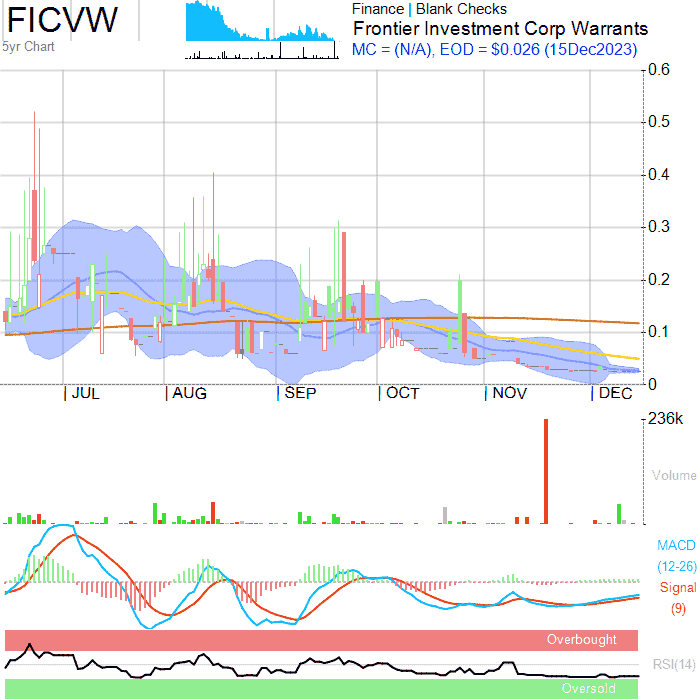 FICVW
5yr Chart
Finance | Blank Checks
Frontier Investment Corp Warrants
MC = (N/A), EOD = $0.026 (15Dec2023)
0.6
0.5
0.4
0.3
0.2
0.1
0
JUL AUG SEP OCT NOV DEC
236k
Volume
MACD
(12-26)
Signal
(9)
Overbought
RSI(14)
Oversold